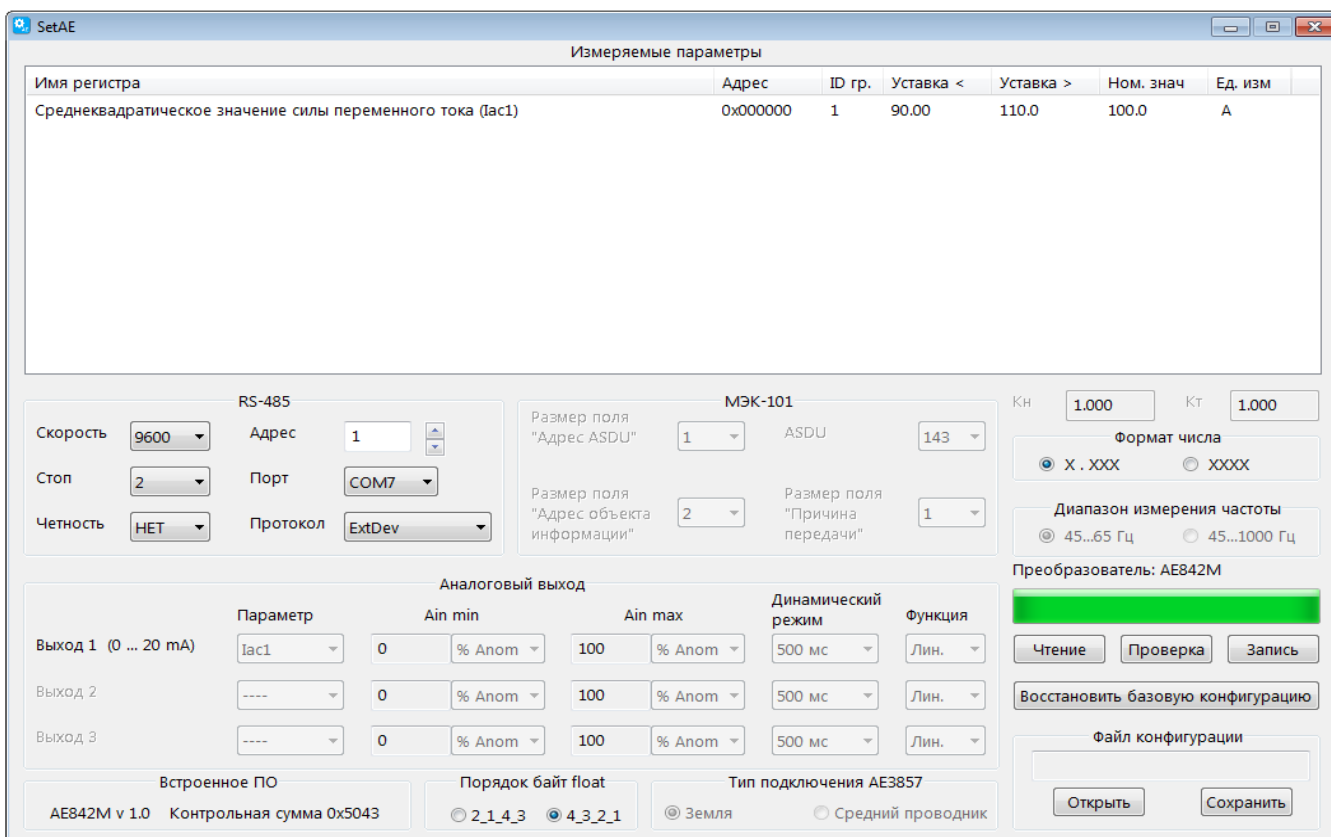 SetAE
Измеряемые параметры
Имя регистра Адрес ID гр. Уставка < Уставка > Ном. знач Ед. изм
Среднеквадратическое значение силы переменного тока (Iac1) 0x000000 1 90.00 110.0 100.0 A
RS-485
Скорость 9600 Адрес 1
Стоп 2 Порт COM7
Четность НЕТ Протокол ExtDev
МЭК-101
Размер поля
"Адрес ASDU" 1 ASDU 143
Размер поля
"Адрес объекта
информации" 2
Размер поля
"Причина
передачи" 1
Кн 1.000 Кт 1.000
Формат числа
X . XXX XXXX
Диапазон измерения частоты
45...65 Гц 45...1000 Гц
Преобразователь: AE842M
Чтение Проверка Запись
Восстановить базовую конфигурацию
Файл конфигурации
Открыть Сохранить
Аналоговый выход
Параметр Ain min Ain max Динамический
режим Функция
Выход 1 (0 ... 20 mA) Iac1 0 % Anom 100 % Anom 500 мс Лин.
Выход 2 ---- 0 % Anom 100 % Anom 500 мс Лин.
Выход 3 ---- 0 % Anom 100 % Anom 500 мс Лин.
Встроенное ПО
AE842M v 1.0 Контрольная сумма 0x5043
Порядок байт float
2_1_4_3 4_3_2_1
Тип подключения AE3857
Земля Средний проводник